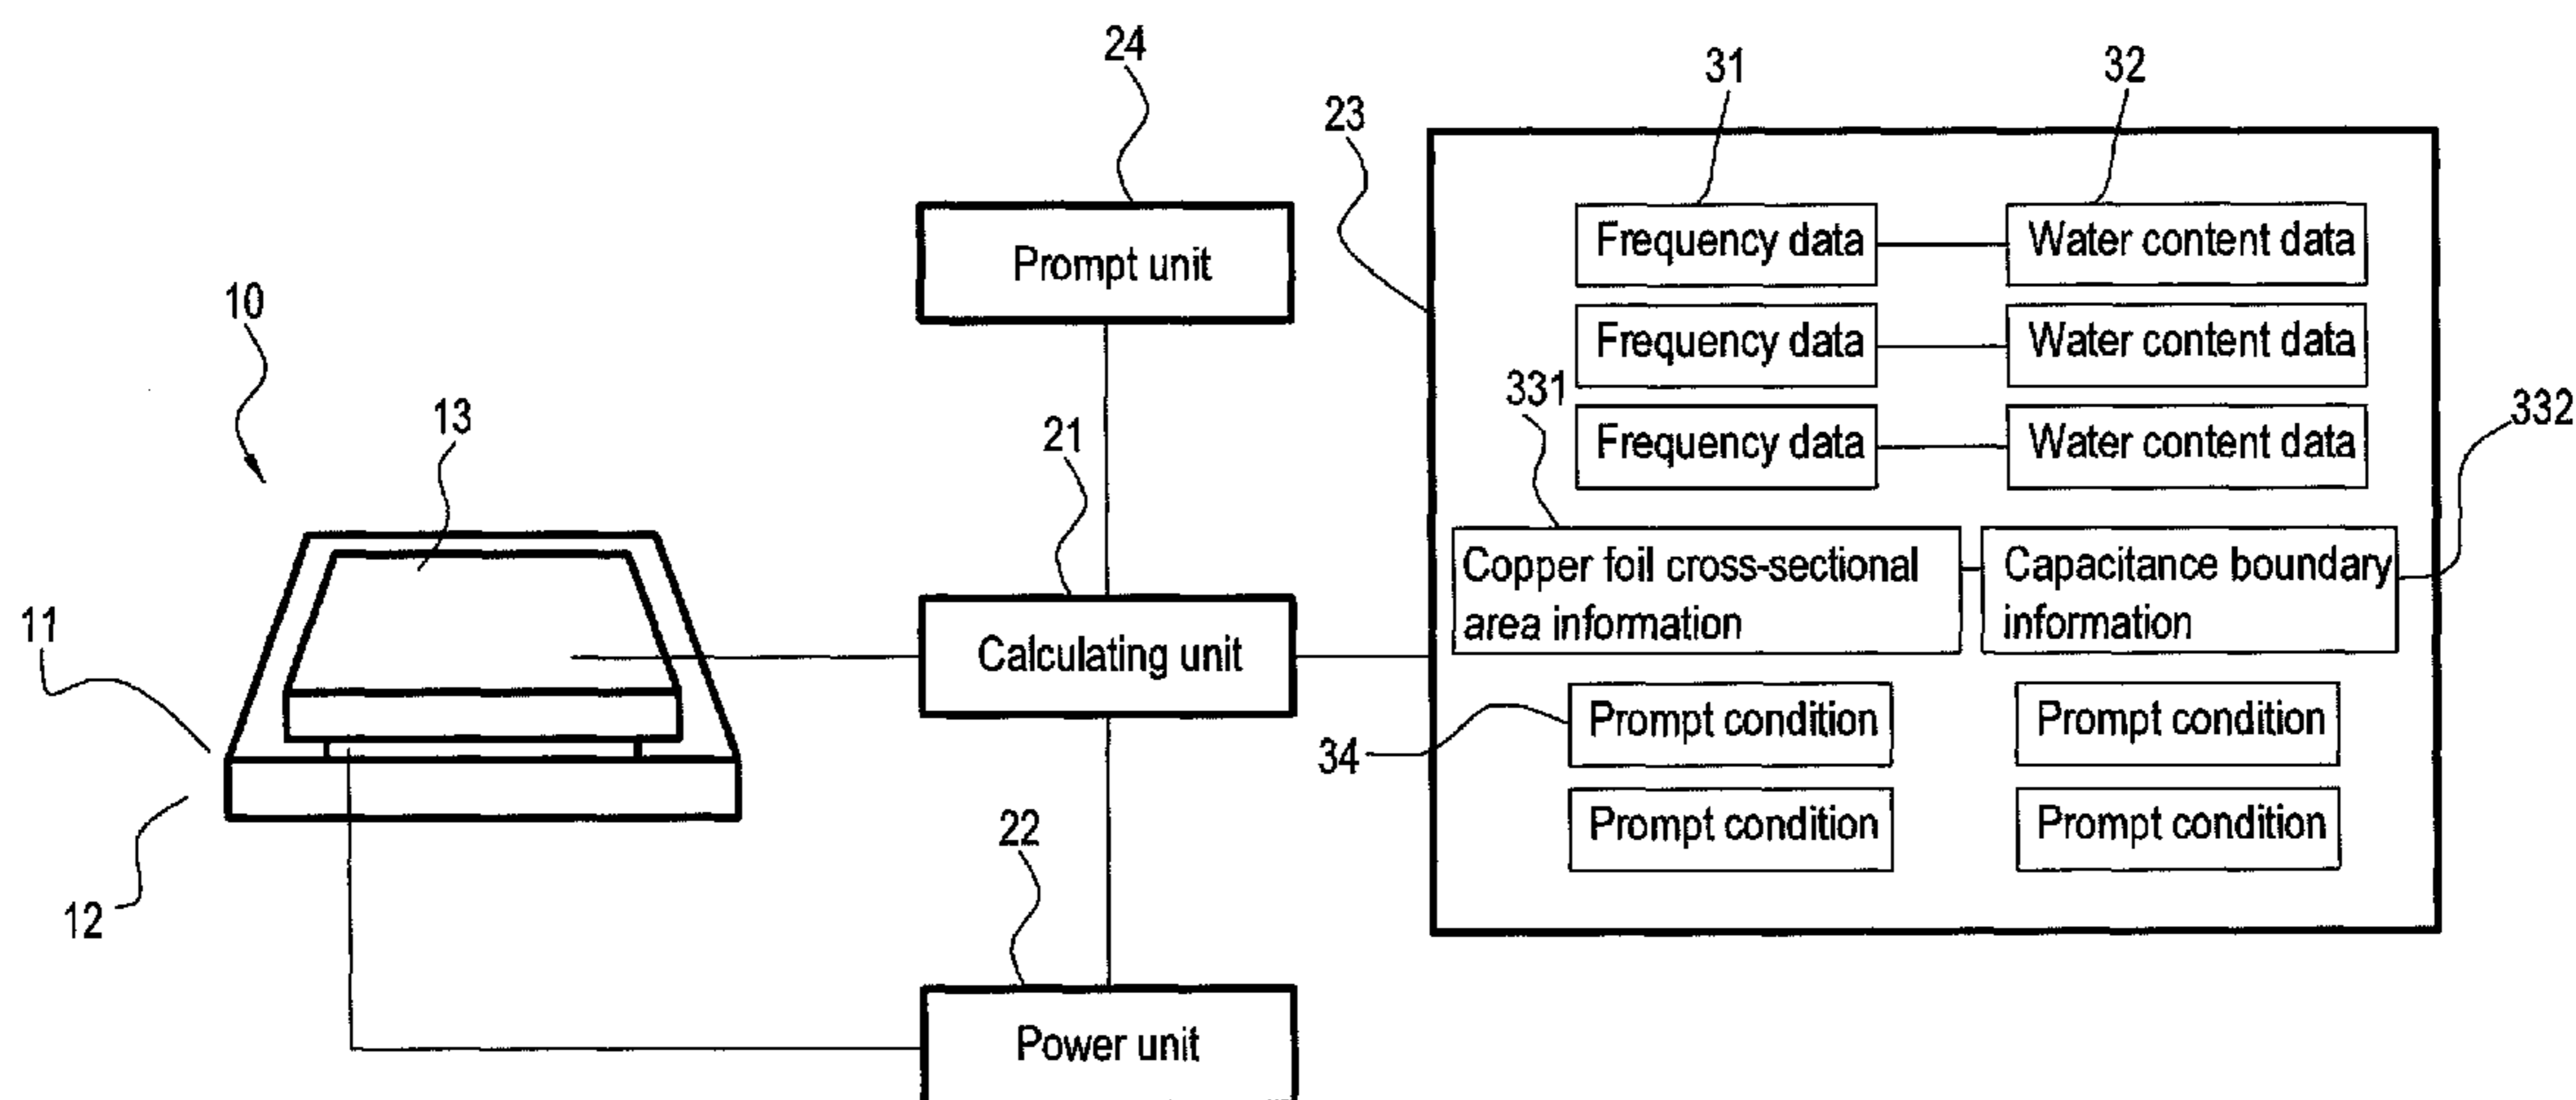 24
31
32
23
Prompt unit
Frequency data
Water content data
10
Frequency data
Water content data
331
332
13
21
Frequency data
Water content data
Copper foil cross-sectional
area information
Capacitance boundary
information
11
Calculating unit
34
Prompt condition
Prompt condition
22
Prompt condition
Prompt condition
12
Power unit